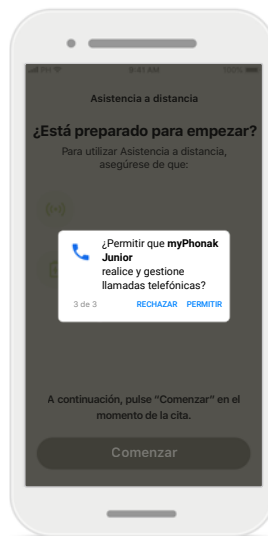 9:41 AM
100%
Asistencia a distancia
¿Está preparado para empezar?
Para utilizar Asistencia a distancia,
asegúrese de que:
¿Permitir que myPhonak
Junior
realice y gestione
llamadas telefónicas?
3 de 3 RECHAZAR PERMITIR
A continuación, pulse “Comenzar” en el
momento de la cita.
Comenzar